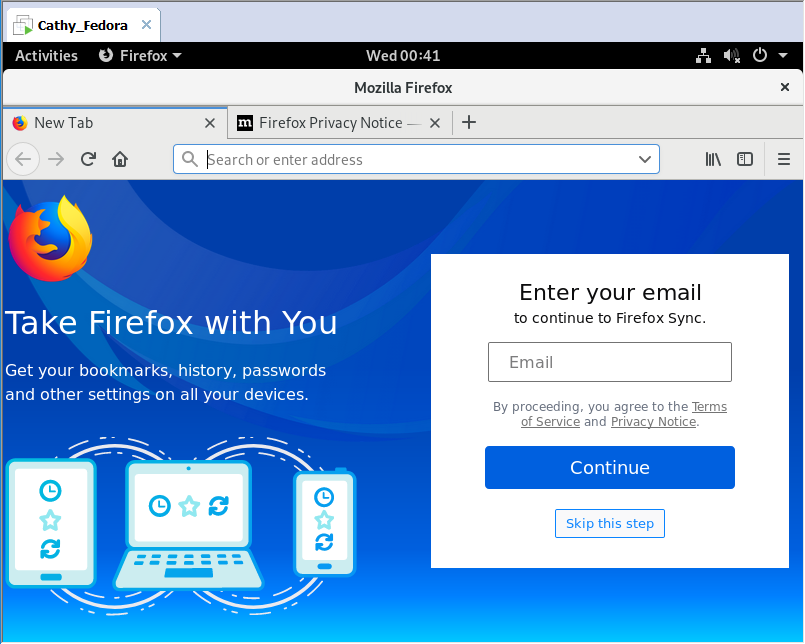 Cathy_Fedora
Activities Firefox Wed 00:41
Mozilla Firefox
New Tab
m Firefox Privacy Notice —
Search or enter address
Take Firefox with You
Get your bookmarks, history, passwords
and other settings on all your devices.
Enter your email
to continue to Firefox Sync.
Email
By proceeding, you agree to the Terms
of Service and Privacy Notice.
Continue
Skip this step